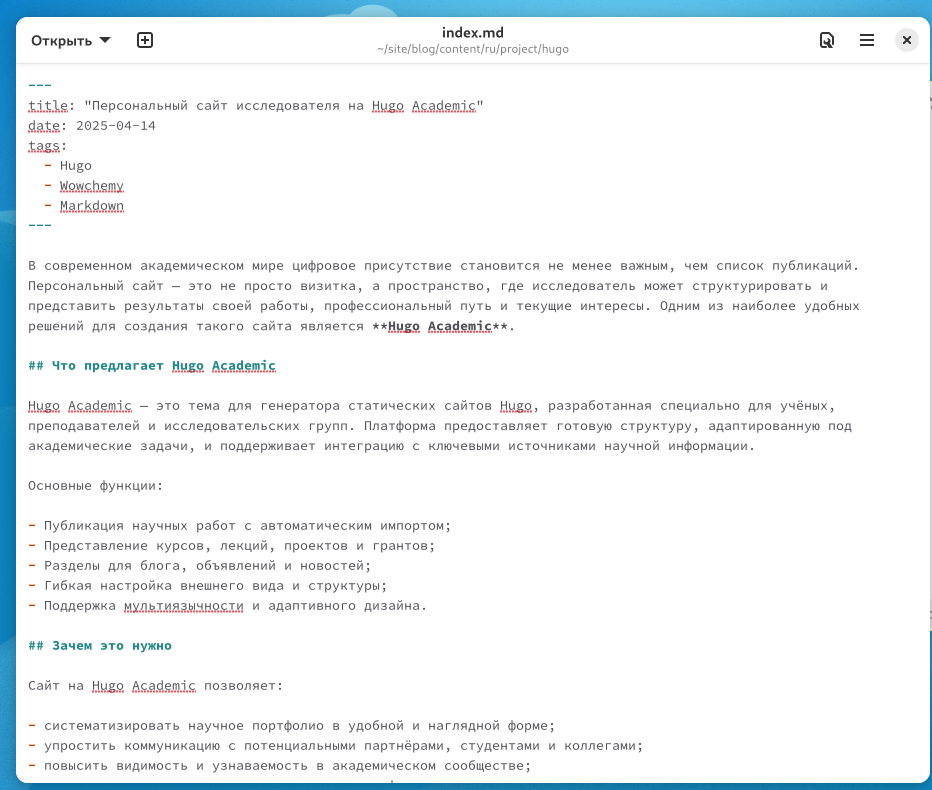 Открыть
index.md
~/site/blog/content/ru/project/hugo
---
title: "Персональный сайт исследователя на Hugo Academic"
date: 2025-04-14
tags:
- Hugo
- Wowchemy
- Markdown
---
В современном академическом мире цифровое присутствие становится не менее важным, чем список публикаций.
Персональный сайт — это не просто визитка, а пространство, где исследователь может структурировать и
представить результаты своей работы, профессиональный путь и текущие интересы. Одним из наиболее удобных
решений для создания такого сайта является **Hugo Academic**.
## Что предлагает Hugo Academic
Hugo Academic — это тема для генератора статических сайтов Hugo, разработанная специально для учёных,
преподавателей и исследовательских групп. Платформа предоставляет готовую структуру, адаптированную под
академические задачи, и поддерживает интеграцию с ключевыми источниками научной информации.
Основные функции:
- Публикация научных работ с автоматическим импортом;
- Представление курсов, лекций, проектов и грантов;
- Разделы для блога, объявлений и новостей;
- Гибкая настройка внешнего вида и структуры;
- Поддержка мультиязычности и адаптивного дизайна.
## Зачем это нужно
Сайт на Hugo Academic позволяет:
- систематизировать научное портфолио в удобной и наглядной форме;
- упростить коммуникацию с потенциальными партнёрами, студентами и коллегами;
- повысить видимость и узнаваемость в академическом сообществе;